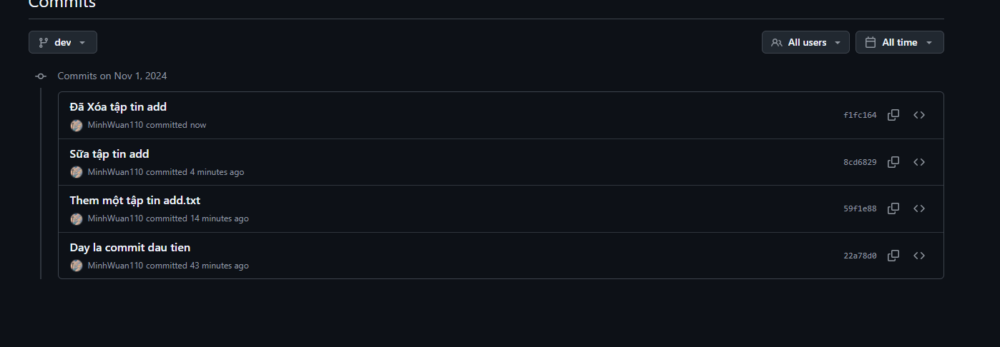 Commits
dev
All users
All time
Commits on Nov 1, 2024
Đã Xóa tập tin add
MinhWuan110 committed now
f1fc164
Sữa tập tin add
MinhWuan110 committed 4 minutes ago
8cd6829
Them một tập tin add.txt
MinhWuan110 committed 14 minutes ago
59f1e88
Day la commit dau tien
MinhWuan110 committed 43 minutes ago
22a78d0